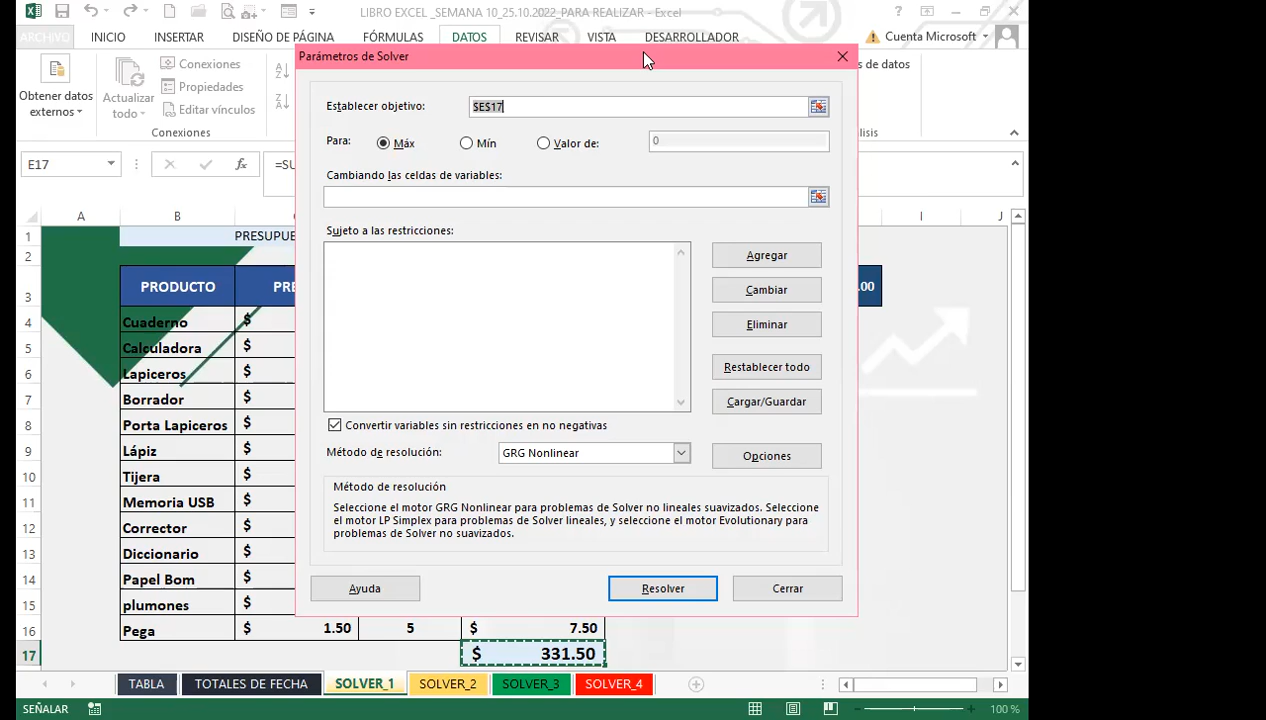 LIBRO EXCEL _SEMANA 10_25.10.2022_PARA REALIZAR - Excel
ARCHIVO INICIO INSERTAR DISEÑO DE PÁGINA FÓRMULAS DATOS REVISAR VISTA DESARROLLADOR Cuenta Microsoft
Obtener datos externos
Actualizar todo
Conexiones
Propiedades
Editar vínculos
Conexiones
s de datos
lisis
E17
=SU
A B C I J
1 PRESUPUE
2
3 PRODUCTO PRE .00
4 Cuaderno $
5 Calculadora $
6 Lapiceros $
7 Borrador $
8 Porta Lapiceros $
9 Lápiz $
10 Tijera $
11 Memoria USB $
12 Corrector $
13 Diccionario $
14 Papel Bom $
15 plumones $
16 Pega $ 1.50 5 $ 7.50
17 $ 331.50
Parámetros de Solver
Establecer objetivo: $E$17
Para: Máx Mín Valor de: 0
Cambiando las celdas de variables:
Sujeto a las restricciones:
Agregar
Cambiar
Eliminar
Restablecer todo
Cargar/Guardar
Convertir variables sin restricciones en no negativas
Método de resolución: GRG Nonlinear Opciones
Método de resolución
Seleccione el motor GRG Nonlinear para problemas de Solver no lineales suavizados. Seleccione
el motor LP Simplex para problemas de Solver lineales, y seleccione el motor Evolutionary para
problemas de Solver no suavizados.
Ayuda Resolver Cerrar
TABLA TOTALES DE FECHA SOLVER_1 SOLVER_2 SOLVER_3 SOLVER_4
SEÑALAR 100 %